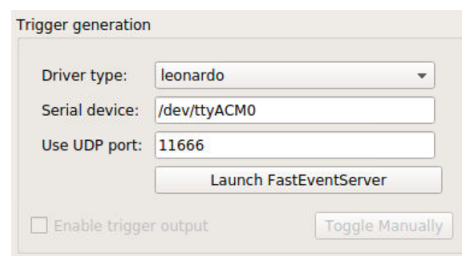 Trigger generation
Driver type: leonardo
Serial device: /dev/ttyACM0
Use UDP port: 11666
Launch FastEventServer
Enable trigger output Toggle Manually